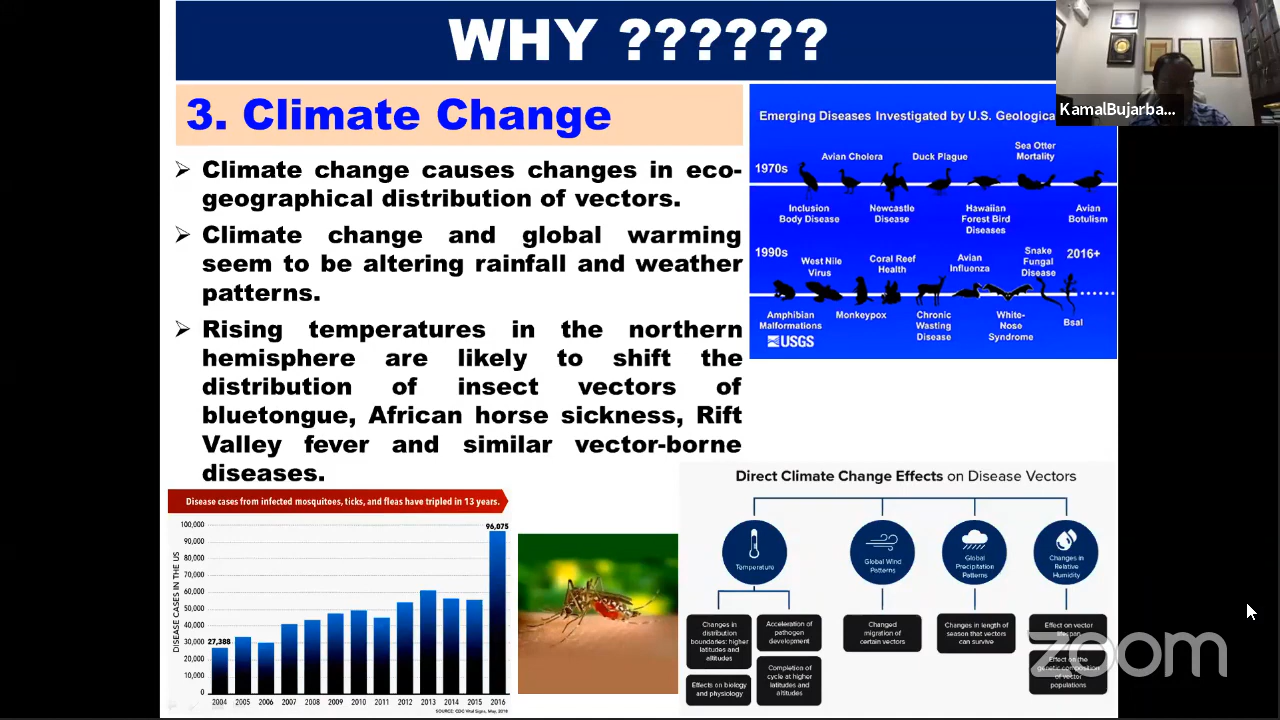 WHY ??????
KamalBujarba...
3. Climate Change
➢ Climate change causes changes in eco-
geographical distribution of vectors.
➢ Climate change and global warming
seem to be altering rainfall and weather
patterns.
➢ Rising temperatures in the northern
hemisphere are likely to shift the
distribution of insect vectors of
bluetongue, African horse sickness, Rift
Valley fever and similar vector-borne
diseases.
Emerging Diseases Investigated by U.S. Geologica
1970s
Avian Cholera
Duck Plague
Sea Otter
Mortality
Inclusion
Body Disease
Newcastle
Disease
Hawaiian
Forest Bird
Diseases
Avian
Botulism
1990s
West Nile
Virus
Coral Reef
Health
Avian
Influenza
Snake
Fungal
Disease
2016+
Amphibian
Malformations
Monkeypox
Chronic
Wasting
Disease
White-
Nose
Syndrome
Bsal
USGS
Disease cases from infected mosquitoes, ticks, and fleas have tripled in 13 years.
DISEASE CASES IN THE US
100,000
90,000
80,000
70,000
60,000
50,000
40,000
30,000
20,000
10,000
0
27,388
96,075
2004 2005 2006 2007 2008 2009 2010 2011 2012 2013 2014 2015 2016
SOURCE: CDC Vital Signs, May, 2018
Direct Climate Change Effects on Disease Vectors
Temperature
Global Wind
Patterns
Global
Precipitation
Patterns
Changes in
Relative
Humidity
Changes in
distribution
boundaries: higher
latitudes and
altitudes
Effects on biology
and physiology
Acceleration of
pathogen
development
Completion of
cycle at higher
latitudes and
altitudes
Changed
migration of
certain vectors
Changes in length of
season that vectors
can survive
Effect on vector
lifespan
Effect on the
genetic composition
of vector
populations
zoom